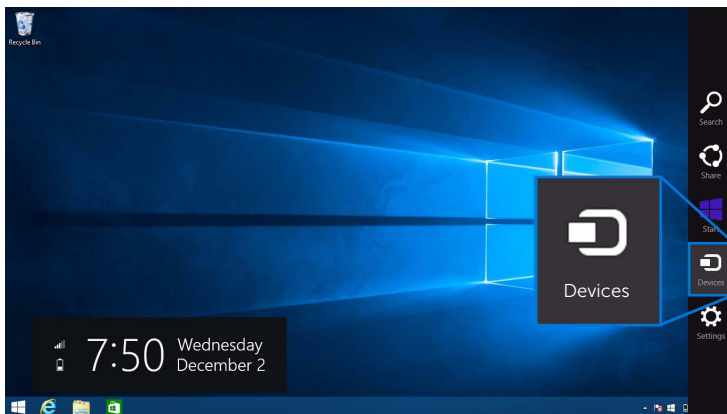 Recycle Bin
Search
Share
Start
Devices
Devices
Settings
7:50
Wednesday
December 2